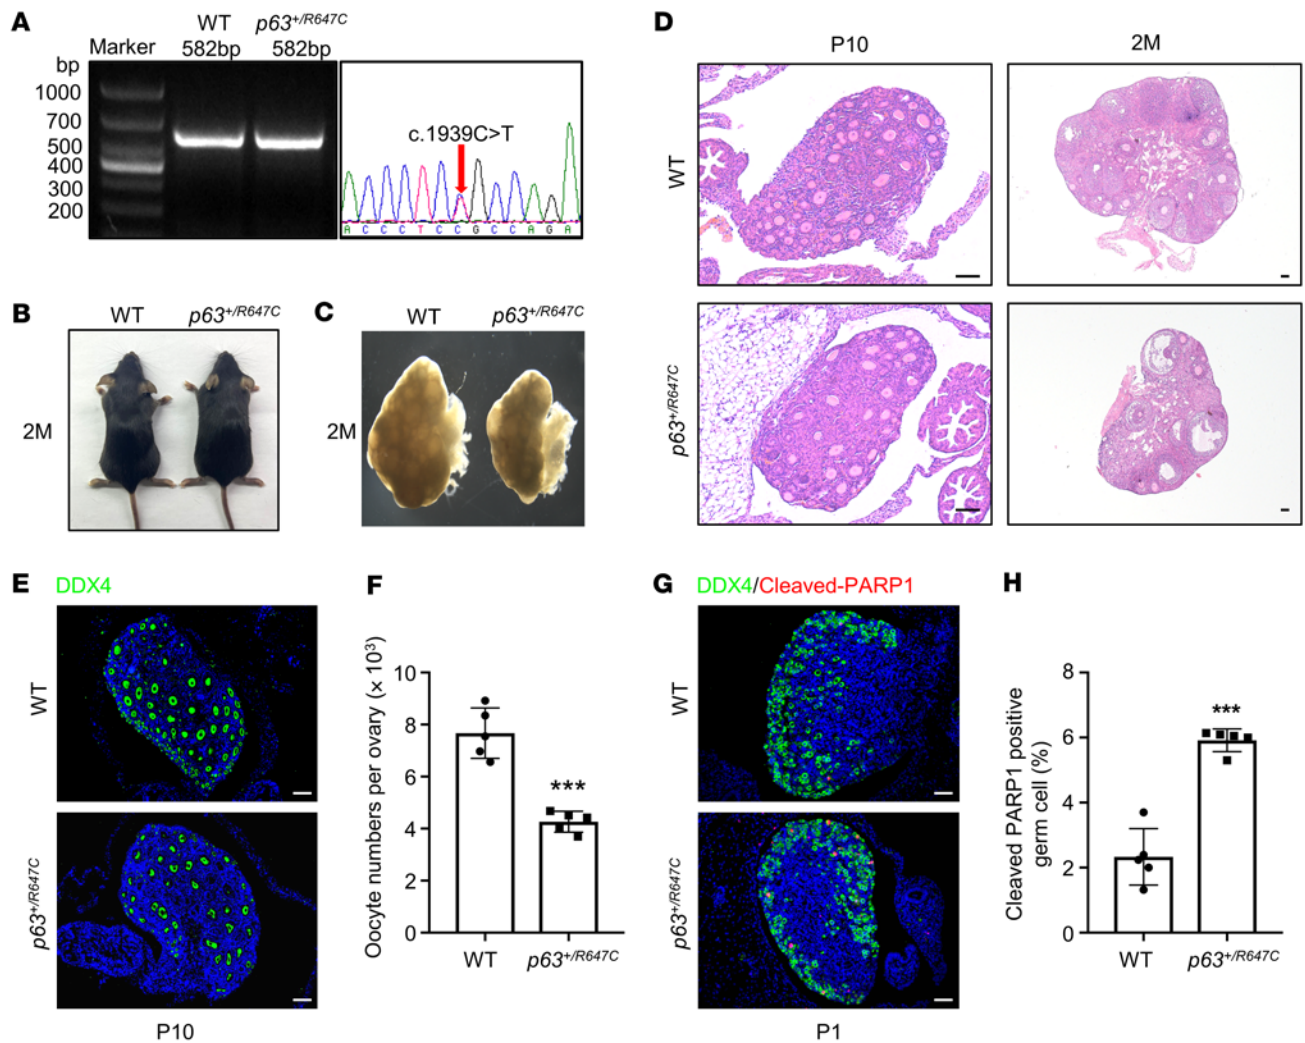 A
WT p63+/R647C
Marker 582bp 582bp
bp
1000
700
500
400
300
200
c.1939C>T
A C C C T C C G C C A G A
B
WT p63+/R647C
2M
C
WT p63+/R647C
2M
D
P10 2M
WT
p63+/R647C
E DDX4
WT
p63+/R647C
P10
F
Oocyte numbers per ovary (× 10³)
10
8
6
4
2
0
***
WT p63+/R647C
G DDX4/Cleaved-PARP1
WT
p63+/R647C
P1
H
Cleaved PARP1 positive
germ cell (%)
8
6
4
2
0
***
WT p63+/R647C